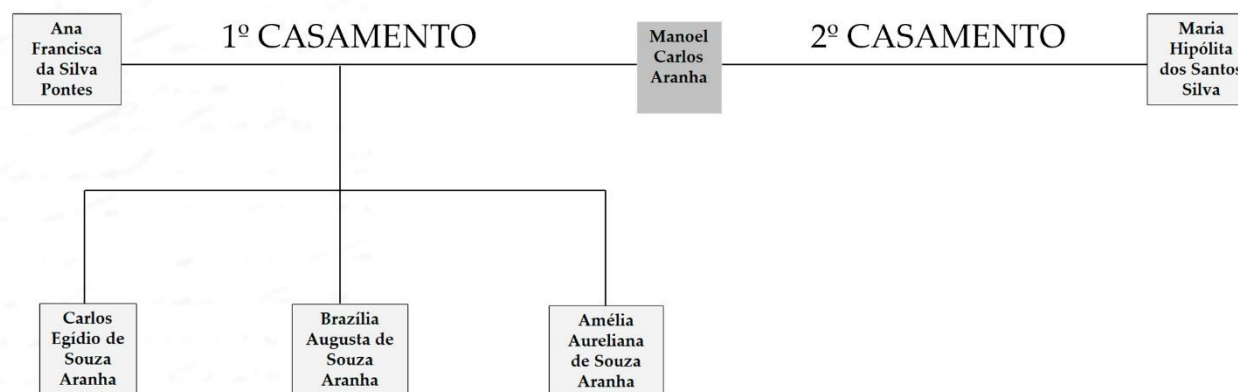 Ana
Francisca
da Silva
Pontes
1º CASAMENTO
Manoel
Carlos
Aranha
2º CASAMENTO
Maria
Hipólita
dos Santos
Silva
Carlos
Egídio de
Souza
Aranha
Brazília
Augusta de
Souza
Aranha
Amélia
Aureliana
de Souza
Aranha